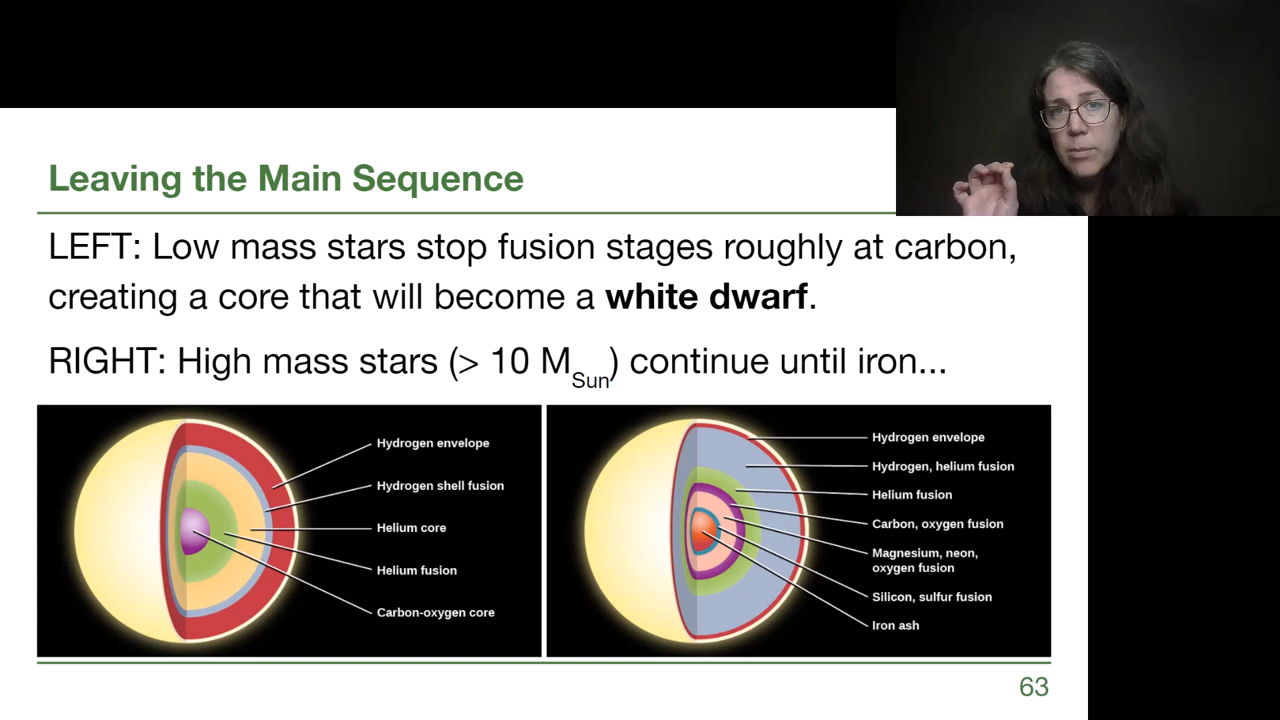 Leaving the Main Sequence
LEFT: Low mass stars stop fusion stages roughly at carbon,
creating a core that will become a white dwarf.
RIGHT: High mass stars (> 10 MSun) continue until iron...
Hydrogen envelope
Hydrogen shell fusion
Helium core
Helium fusion
Carbon-oxygen core
Hydrogen envelope
Hydrogen, helium fusion
Helium fusion
Carbon, oxygen fusion
Magnesium, neon,
oxygen fusion
Silicon, sulfur fusion
Iron ash
63